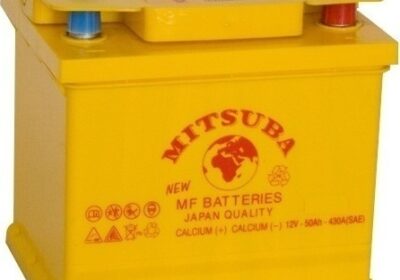 MITSUBA
NEW
MF BATTERIES
JAPAN QUALITY
CALCIUM (+) CALCIUM (-) 12V - 50Ah - 430A(SAE)